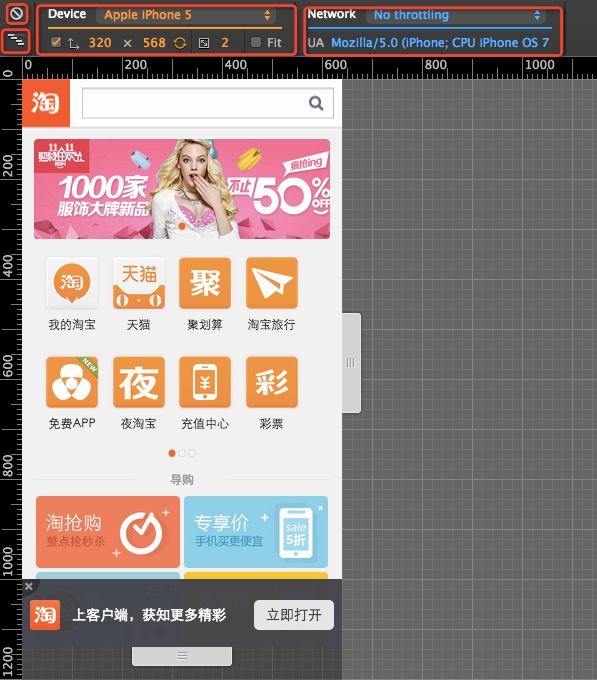 Device Apple iPhone 5
Network No throttling
320 × 568 2 Fit
UA Mozilla/5.0 (iPhone; CPU iPhone OS 7
0 200 400 600 800 1000
0
200
400
600
800
1000
1200
淘
11.11
1000家
服饰大牌新品
不止50%
OFF
疯抢ing
淘
天猫
聚
我的淘宝
天猫
聚划算
淘宝旅行
NEW
夜
¥
彩
免费APP
夜淘宝
充值中心
彩票
导购
淘抢购
整点抢秒杀
专享价
手机买更便宜
sale
5折
淘
上客户端，获知更多精彩
立即打开